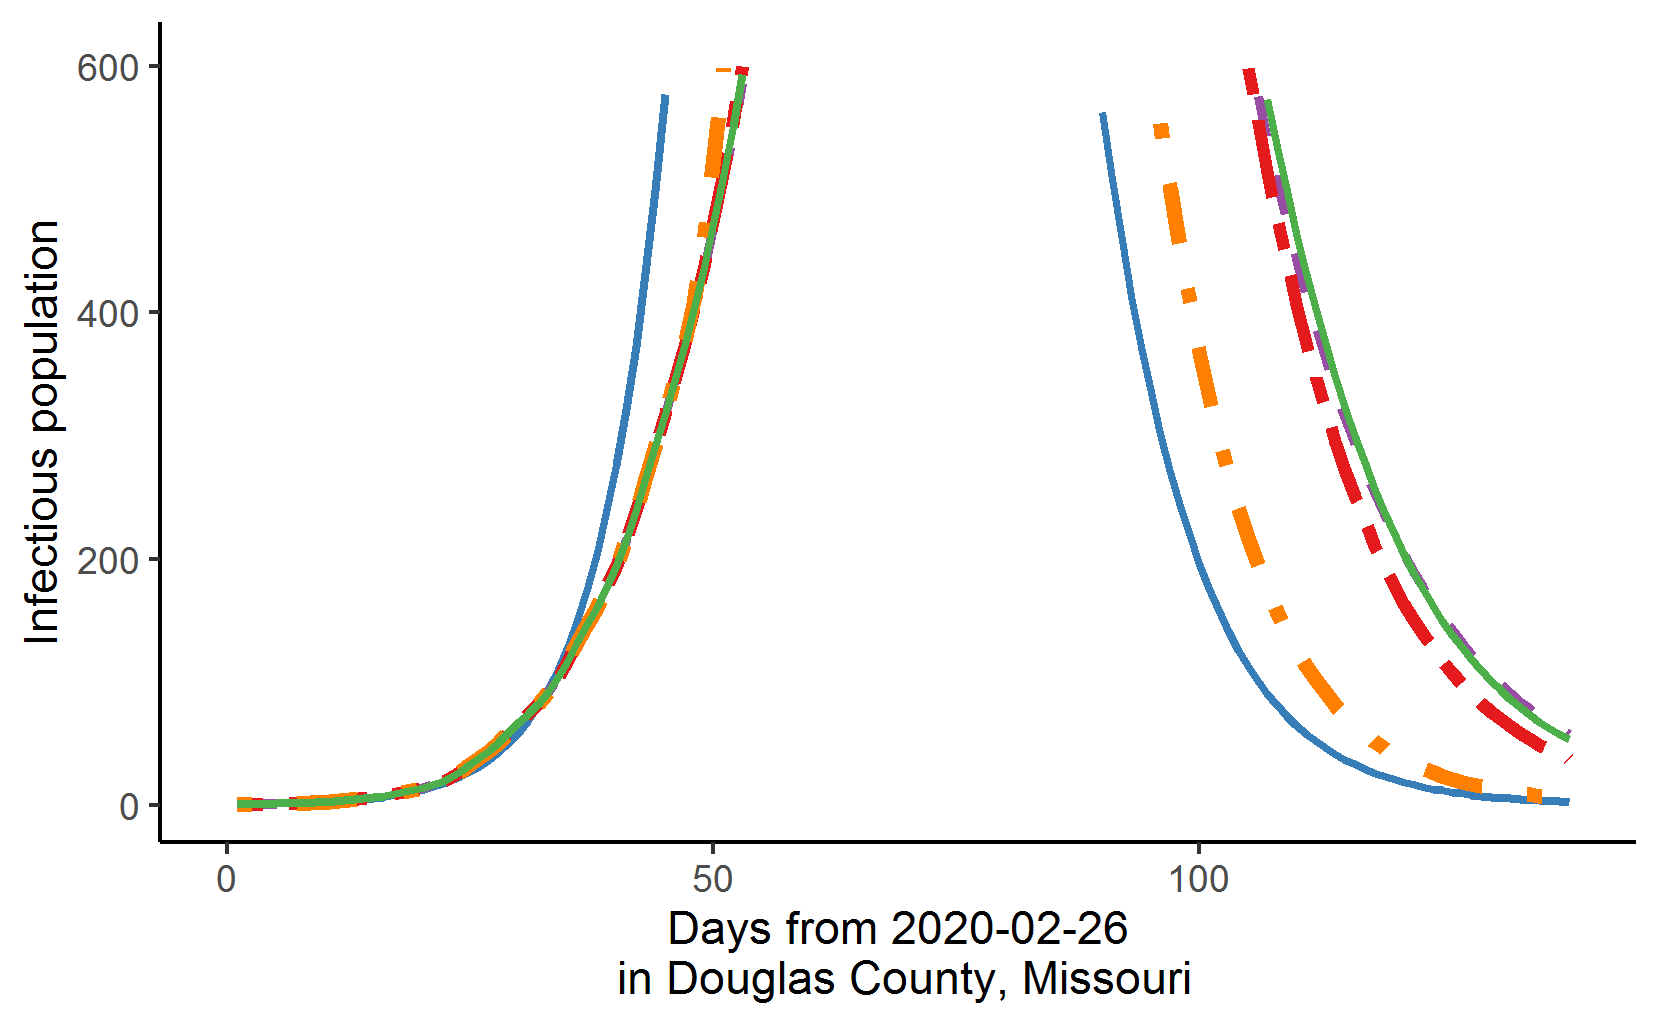 Infectious population
600
400
200
0
0 50 100
Days from 2020-02-26
in Douglas County, Missouri